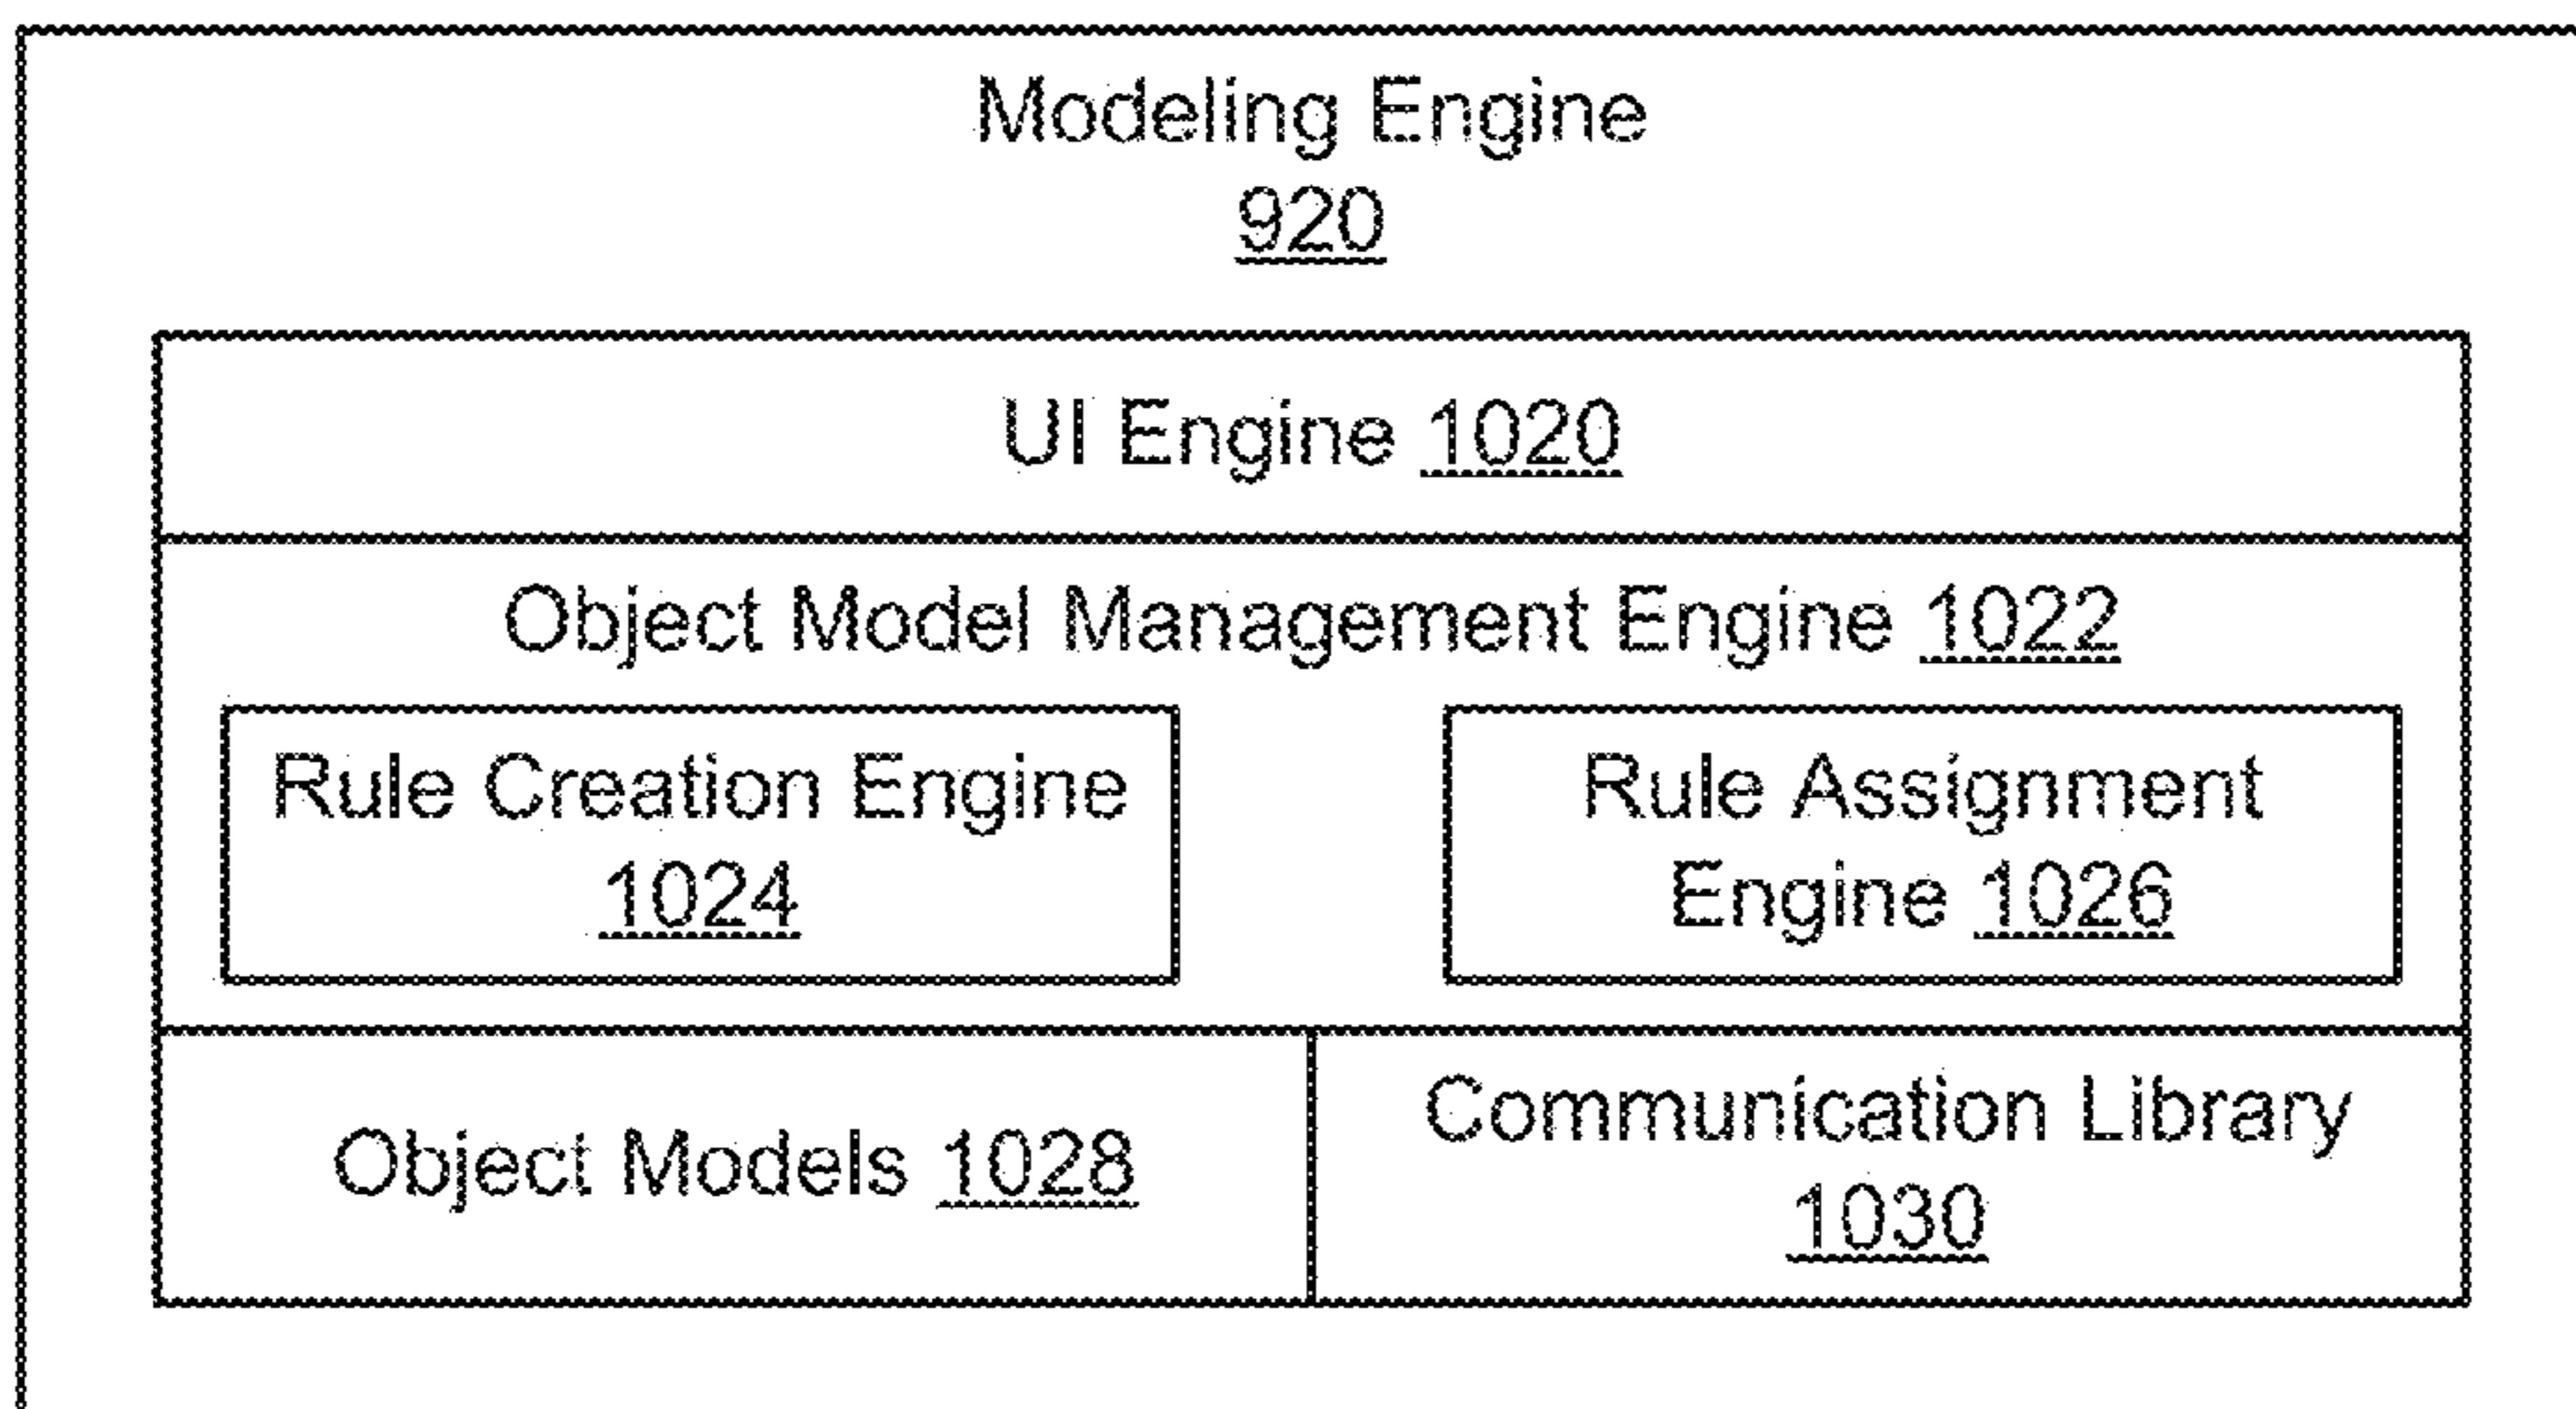 Modeling Engine
920
UI Engine 1020
Object Model Management Engine 1022
Rule Creation Engine
1024
Rule Assignment
Engine 1026
Object Models 1028
Communication Library
1030